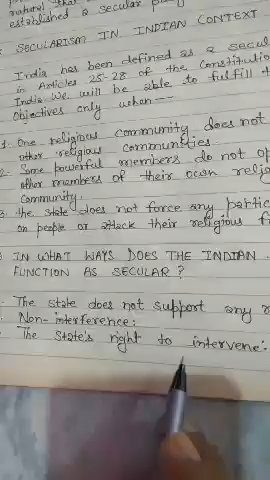 natural that
established a secular
SECULARISM IN INDIAN CONTEXT
India has been defined as a secul
in Articles 25-28 of the Constitutio
India. We will be able to fulfill t
objectives only when—
1. One religious community does not
other religious communities
2- Some powerful members do not op
other members of their own relig
Community.
3. the state does not force any partic
on people or attack their religious f
IN WHAT WAYS DOES THE INDIAN
FUNCTION AS SECULAR ?
The state does not support any
Non-interference:
The State's right to intervene:-